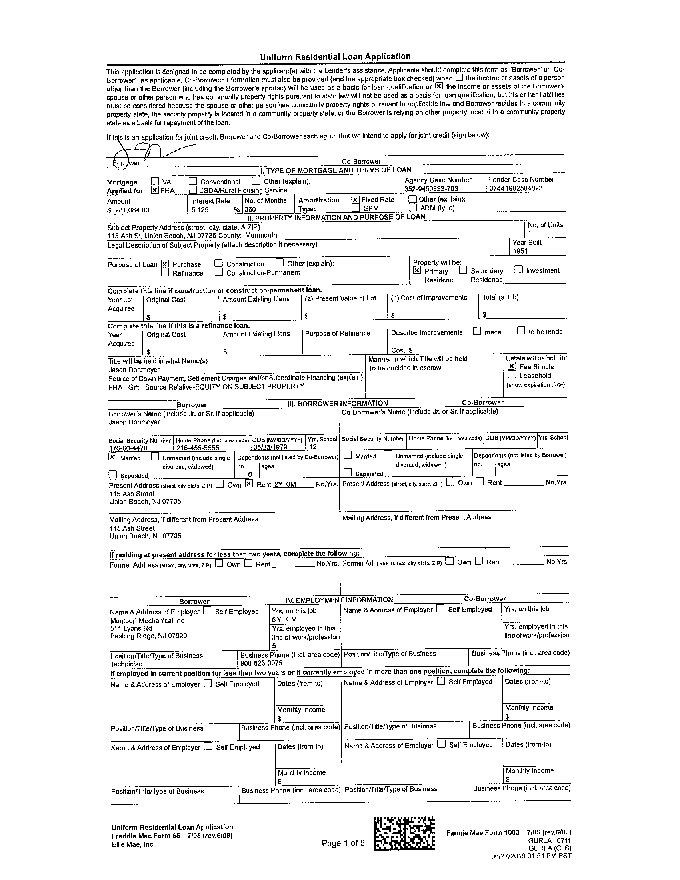 Uniform Residential Loan Application
This application is designed to be completed by the applicant(s) with the Lender's assistance. Applicants should complete this form as "Borrower" or "Co-
Borrower," as applicable. Co-Borrower information must also be provided (and the appropriate box checked) when the income or assets of a person
other than the Borrower (including the Borrower's spouse) will be used as a basis for loan qualification or the income or assets of the Borrower's
spouse or other person who has community property rights pursuant to state law will not be used as a basis for loan qualification, but his or her liabilities
must be considered because the spouse or other person has community property rights pursuant to applicable law and Borrower resides in a community
property state, the security property is located in a community property state, or the Borrower is relying on other property located in a community property
state as a basis for repayment of the loan.
If this is an application for joint credit, Borrower and Co-Borrower each agree that we intend to apply for joint credit (sign below):
Borrower Co-Borrower
I. TYPE OF MORTGAGE AND TERMS OF LOAN
Mortgage VA Conventional Other (explain): Agency Case Number Lender Case Number
Applied for: FHA USDA/Rural Housing Service
Amount Interest Rate No. of Months Amortization Fixed Rate Other (explain):
$ 5.125 % 360 Type: GPM ARM (type):
II. PROPERTY INFORMATION AND PURPOSE OF LOAN
Subject Property Address (street, city, state, & ZIP) No. of Units
115 Ash St, Union Beach, NJ 07735 County: Monmouth
Legal Description of Subject Property (attach description if necessary) Year Built
1951
Purpose of Loan Purchase Construction Other (explain): Property will be:
Refinance Construction-Permanent Primary Residence Secondary Residence Investment
Complete this line if construction or construction-permanent loan.
Year Lot Acquired Original Cost Amount Existing Liens (a) Present Value of Lot (b) Cost of Improvements Total (a + b)
$ $ $ $ $
Complete this line if this is a refinance loan.
Year Acquired Original Cost Amount Existing Liens Purpose of Refinance Describe Improvements made to be made
$ $ Cost: $
Title will be held in what Name(s) Manner in which Title will be held Estate will be held in:
Jason to be decided in escrow Fee Simple
Source of Down Payment, Settlement Charges and/or Subordinate Financing (explain) Leasehold
FHA - Gift - Source Relative-EQUITY ON SUBJECT PROPERTY (show expiration date)
Borrower III. BORROWER INFORMATION Co-Borrower
Borrower's Name (include Jr. or Sr. if applicable) Co-Borrower's Name (include Jr. or Sr. if applicable)
Jason
Social Security Number Home Phone (incl. area code) DOB (MM/DD/YYYY) Yrs. School Social Security Number Home Phone (incl. area code) DOB (MM/DD/YYYY) Yrs. School
12
Married Unmarried (include single, divorced, widowed) Dependents (not listed by Co-Borrower) Married Unmarried (include single, divorced, widowed) Dependents (not listed by Borrower)
Separated no. 0 ages Separated no. ages
Present Address (street, city, state, ZIP) Own Rent No. Yrs. Present Address (street, city, state, ZIP) Own Rent No. Yrs.
115 Ash Street
Union Beach, NJ 07735
Mailing Address, if different from Present Address Mailing Address, if different from Present Address
115 Ash Street
Union Beach, NJ 07735
If residing at present address for less than two years, complete the following:
Former Address (street, city, state, ZIP) Own Rent No. Yrs. Former Address (street, city, state, ZIP) Own Rent No. Yrs.
Borrower IV. EMPLOYMENT INFORMATION Co-Borrower
Name & Address of Employer Self Employed Yrs. on this job Name & Address of Employer Self Employed Yrs. on this job
Mechanical Inc
Lyons Rd Yrs. employed in this line of work/profession Yrs. employed in this line of work/profession
Basking Ridge, NJ 07920
Position/Title/Type of Business Business Phone (incl. area code) Position/Title/Type of Business Business Phone (incl. area code)
Technician
If employed in current position for less than two years or if currently employed in more than one position, complete the following:
Name & Address of Employer Self Employed Dates (from-to) Name & Address of Employer Self Employed Dates (from-to)
Monthly Income Monthly Income
$ $
Position/Title/Type of Business Business Phone (incl. area code) Position/Title/Type of Business Business Phone (incl. area code)
Name & Address of Employer Self Employed Dates (from-to) Name & Address of Employer Self Employed Dates (from-to)
Monthly Income Monthly Income
$ $
Position/Title/Type of Business Business Phone (incl. area code) Position/Title/Type of Business Business Phone (incl. area code)
Uniform Residential Loan Application
Freddie Mac Form 65 7/05 (rev.6/09) Fannie Mae Form 1003 7/05 (rev.6/09)
Ellie Mae, Inc. Page 1 of 5